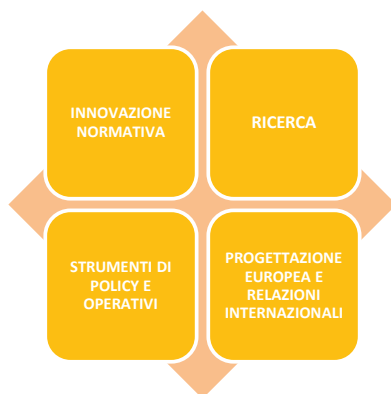 INNOVAZIONE
NORMATIVA
RICERCA
STRUMENTI DI
POLICY E
OPERATIVI
PROGETTAZIONE
EUROPEA E
RELAZIONI
INTERNAZIONALI